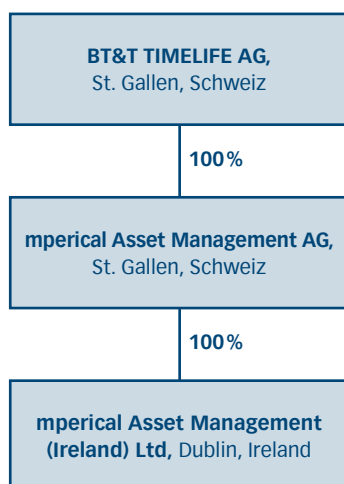 BT&T TIMELIFE AG,
St. Gallen, Schweiz
100%
mperical Asset Management AG,
St. Gallen, Schweiz
100%
mperical Asset Management
(Ireland) Ltd, Dublin, Ireland